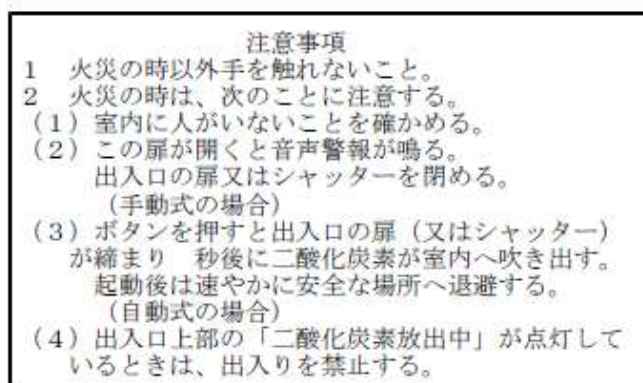 注意事項
1 火災の時以外手を触れないこと。
2 火災の時は、次のことに注意する。
(1)室内に人がいないことを確かめる。
(2)この扉が開くと音声警報が鳴る。
出入口の扉又はシャッターを閉める。
(手動式の場合)
(3)ボタンを押すと出入口の扉(又はシャッター)
が締まり 秒後に二酸化炭素が室内へ吹き出す。
起動後は速やかに安全な場所へ退避する。
(自動式の場合)
(4)出入口上部の「二酸化炭素放出中」が点灯して
いるときは、出入りを禁止する。